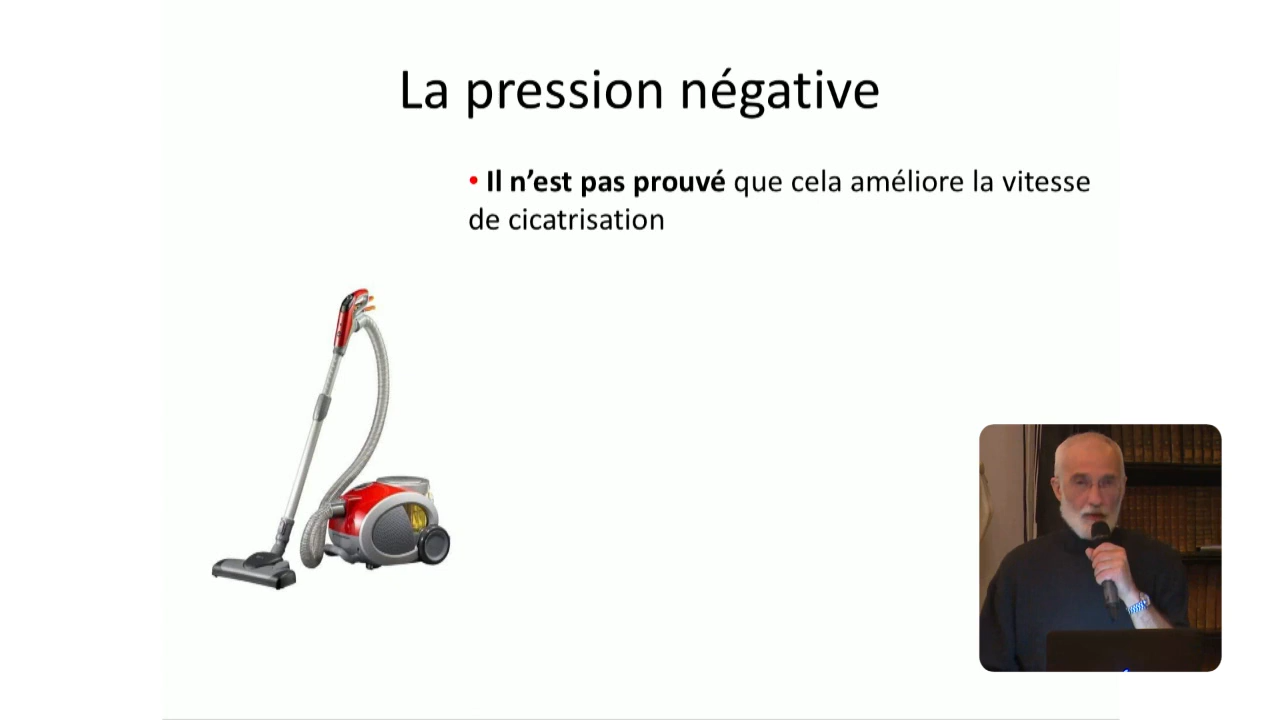 La pression négative
• Il n’est pas prouvé que cela améliore la vitesse
de cicatrisation